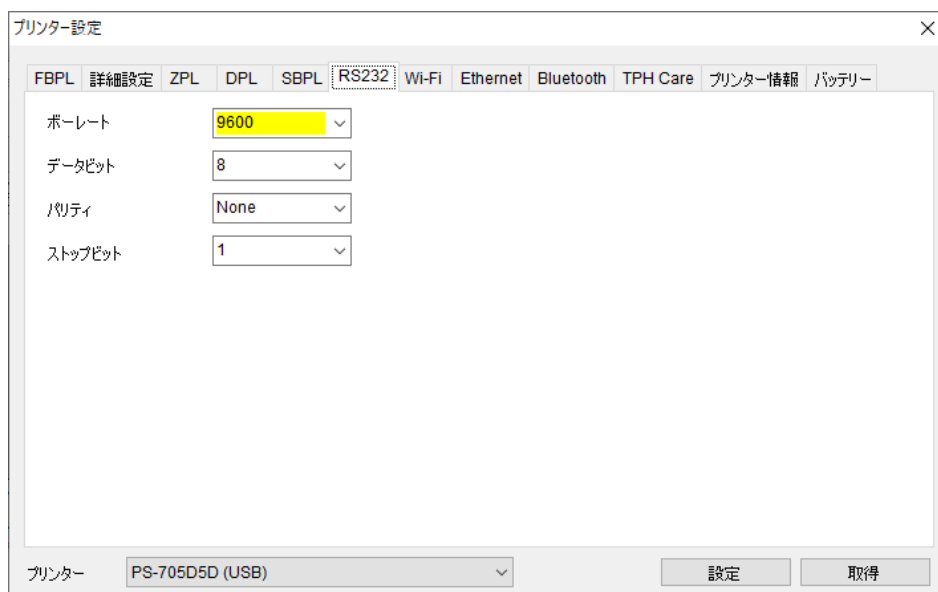 プリンター設定
FBPL 詳細設定 ZPL DPL SBPL RS232 Wi-Fi Ethernet Bluetooth TPH Care プリンター情報 バッテリー
ボーレート 9600
データビット 8
パリティ None
ストップビット 1
プリンター PS-705D5D (USB) 設定 取得